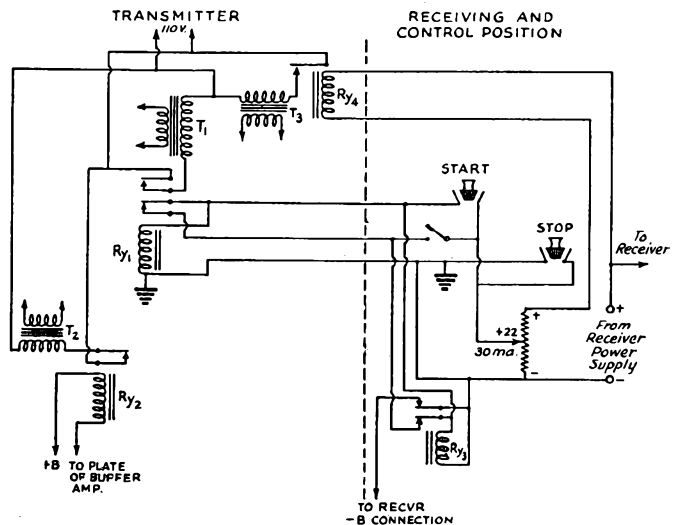 TRANSMITTER
110V.
RECEIVING AND
CONTROL POSITION
Ry4
T1
T3
START
STOP
Ry1
To
Receiver
T2
+22
30 ma.
+
-
+
From
Receiver
Power
Supply
-
Ry2
Ry3
+B
TO PLATE
OF BUFFER
AMP.
TO RECVR
-B CONNECTION